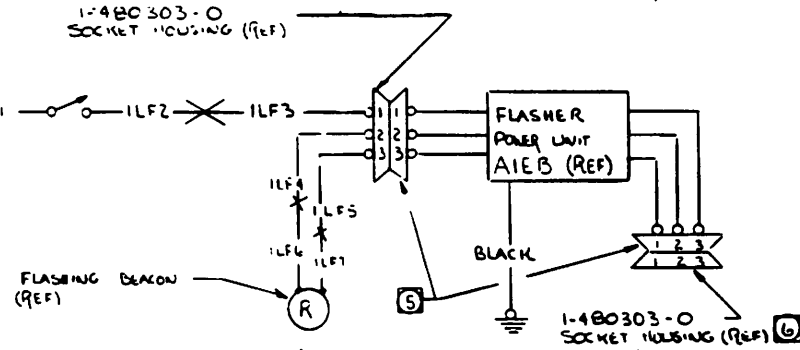 1-480303-0
SOCKET HOUSING (REF)
1LF2
1LF3
1 1
2 2
3 3
FLASHER
POWER UNIT
A1EB (REF)
1LF4
1LF5
1LF6
1LF7
BLACK
1 2 3
1 2 3
FLASHING BEACON
(REF)
R
5
1-480303-0
SOCKET HOUSING (REF)
6